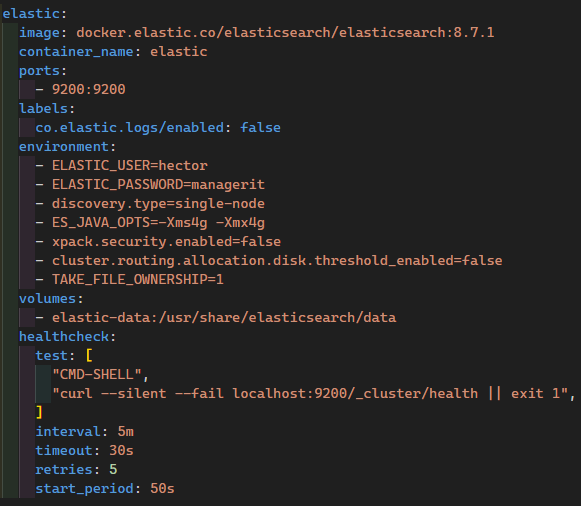 elastic:
  image: docker.elastic.co/elasticsearch/elasticsearch:8.7.1
  container_name: elastic
  ports:
    - 9200:9200
  labels:
    co.elastic.logs/enabled: false
  environment:
    - ELASTIC_USER=hector
    - ELASTIC_PASSWORD=managerit
    - discovery.type=single-node
    - ES_JAVA_OPTS=-Xms4g -Xmx4g
    - xpack.security.enabled=false
    - cluster.routing.allocation.disk.threshold_enabled=false
    - TAKE_FILE_OWNERSHIP=1
  volumes:
    - elastic-data:/usr/share/elasticsearch/data
  healthcheck:
    test: [
      "CMD-SHELL",
      "curl --silent --fail localhost:9200/_cluster/health || exit 1",
    ]
    interval: 5m
    timeout: 30s
    retries: 5
    start_period: 50s